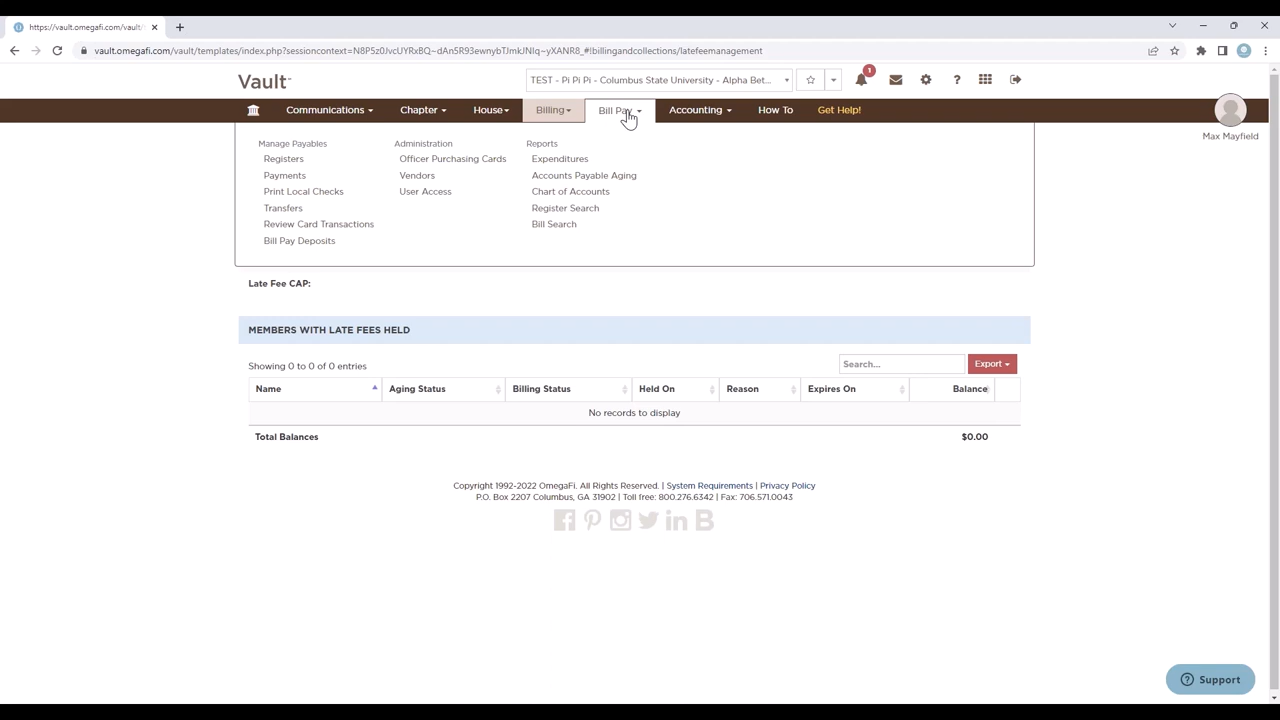 https://vault.omegafi.com/vault/
vault.omegafi.com/vault/templates/index.php?sessioncontext=N8P5z0JvcUYRxBQ~dAn5R93ewnybTJmkJNIq~yXANR8_#!billingandcollections/latefeemanagement
Vault
TEST - Pi Pi Pi - Columbus State University - Alpha Bet...
1
Communications Chapter House Billing Bill Pay Accounting How To Get Help!
Max Mayfield
Manage Payables Administration Reports
Registers Officer Purchasing Cards Expenditures
Payments Vendors Accounts Payable Aging
Print Local Checks User Access Chart of Accounts
Transfers Register Search
Review Card Transactions Bill Search
Bill Pay Deposits
Late Fee CAP:
MEMBERS WITH LATE FEES HELD
Showing 0 to 0 of 0 entries Search... Export
Name Aging Status Billing Status Held On Reason Expires On Balance
No records to display
Total Balances $0.00
Copyright 1992-2022 OmegaFi. All Rights Reserved. | System Requirements | Privacy Policy
P.O. Box 2207 Columbus, GA 31902 | Toll free: 800.276.6342 | Fax: 706.571.0043
Support